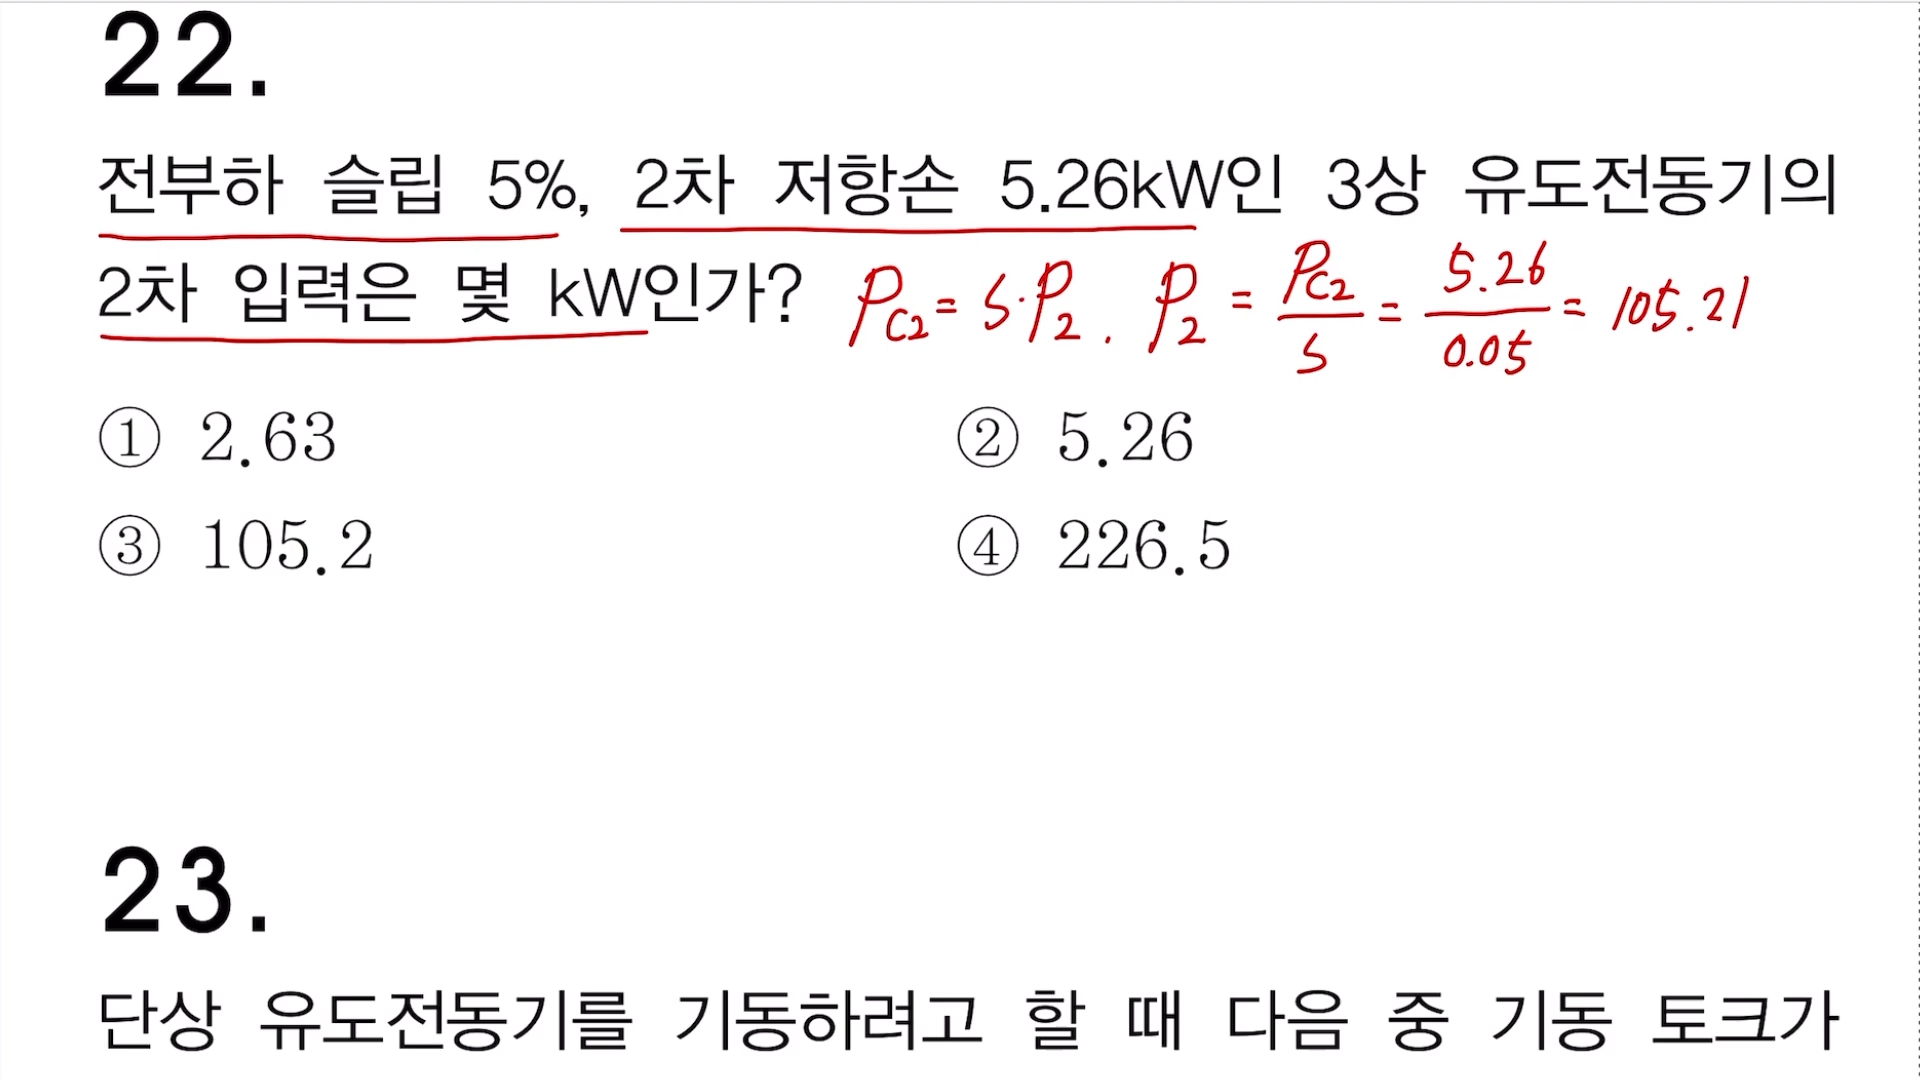 22.
전부하 슬립 5%, 2차 저항손 5.26kW인 3상 유도전동기의
2차 입력은 몇 kW인가? Pc2 = s·P2. P2 = Pc2/s = 5.26/0.05 = 105.21
① 2.63 ② 5.26
③ 105.2 ④ 226.5
23.
단상 유도전동기를 기동하려고 할 때 다음 중 기동 토크가